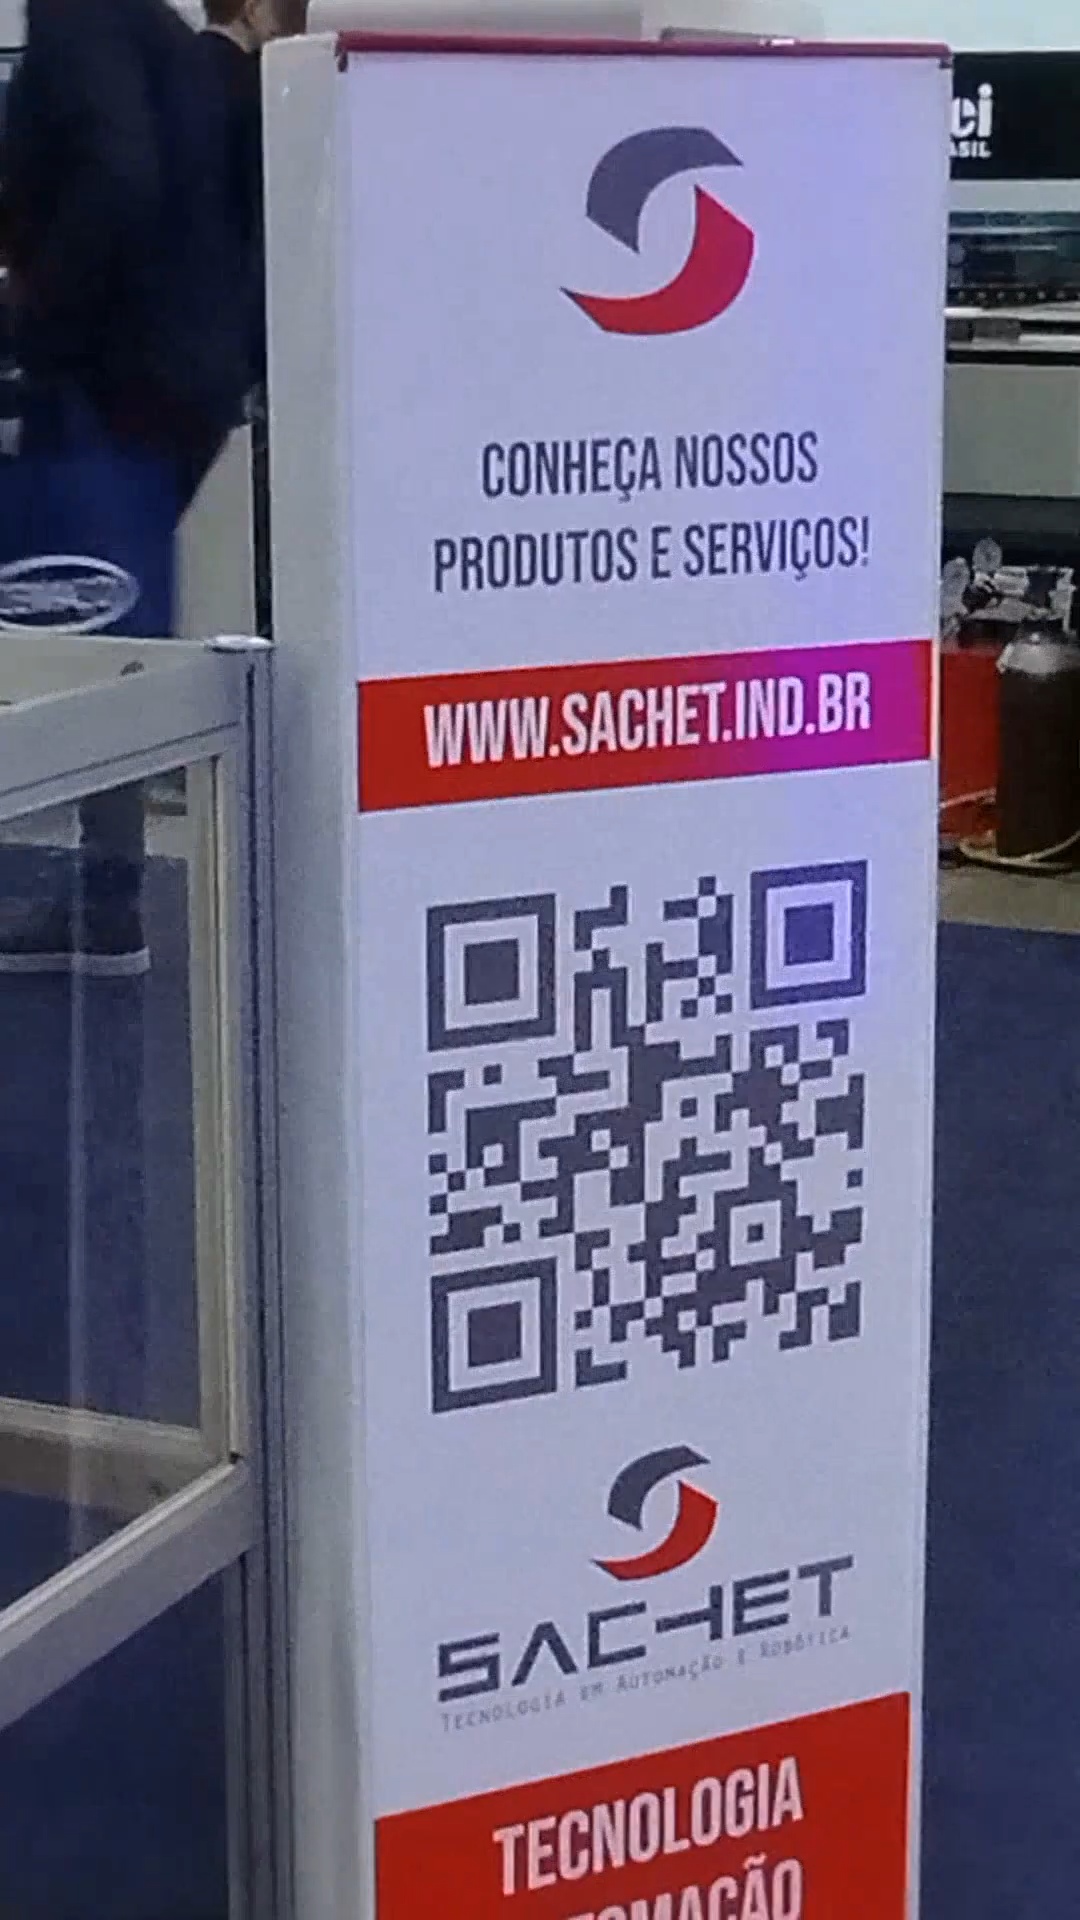 CONHEÇA NOSSOS
PRODUTOS E SERVIÇOS!
WWW.SACHET.IND.BR
SACHET
TECNOLOGIA EM AUTOMAÇÃO E ROBÓTICA
TECNOLOGIA